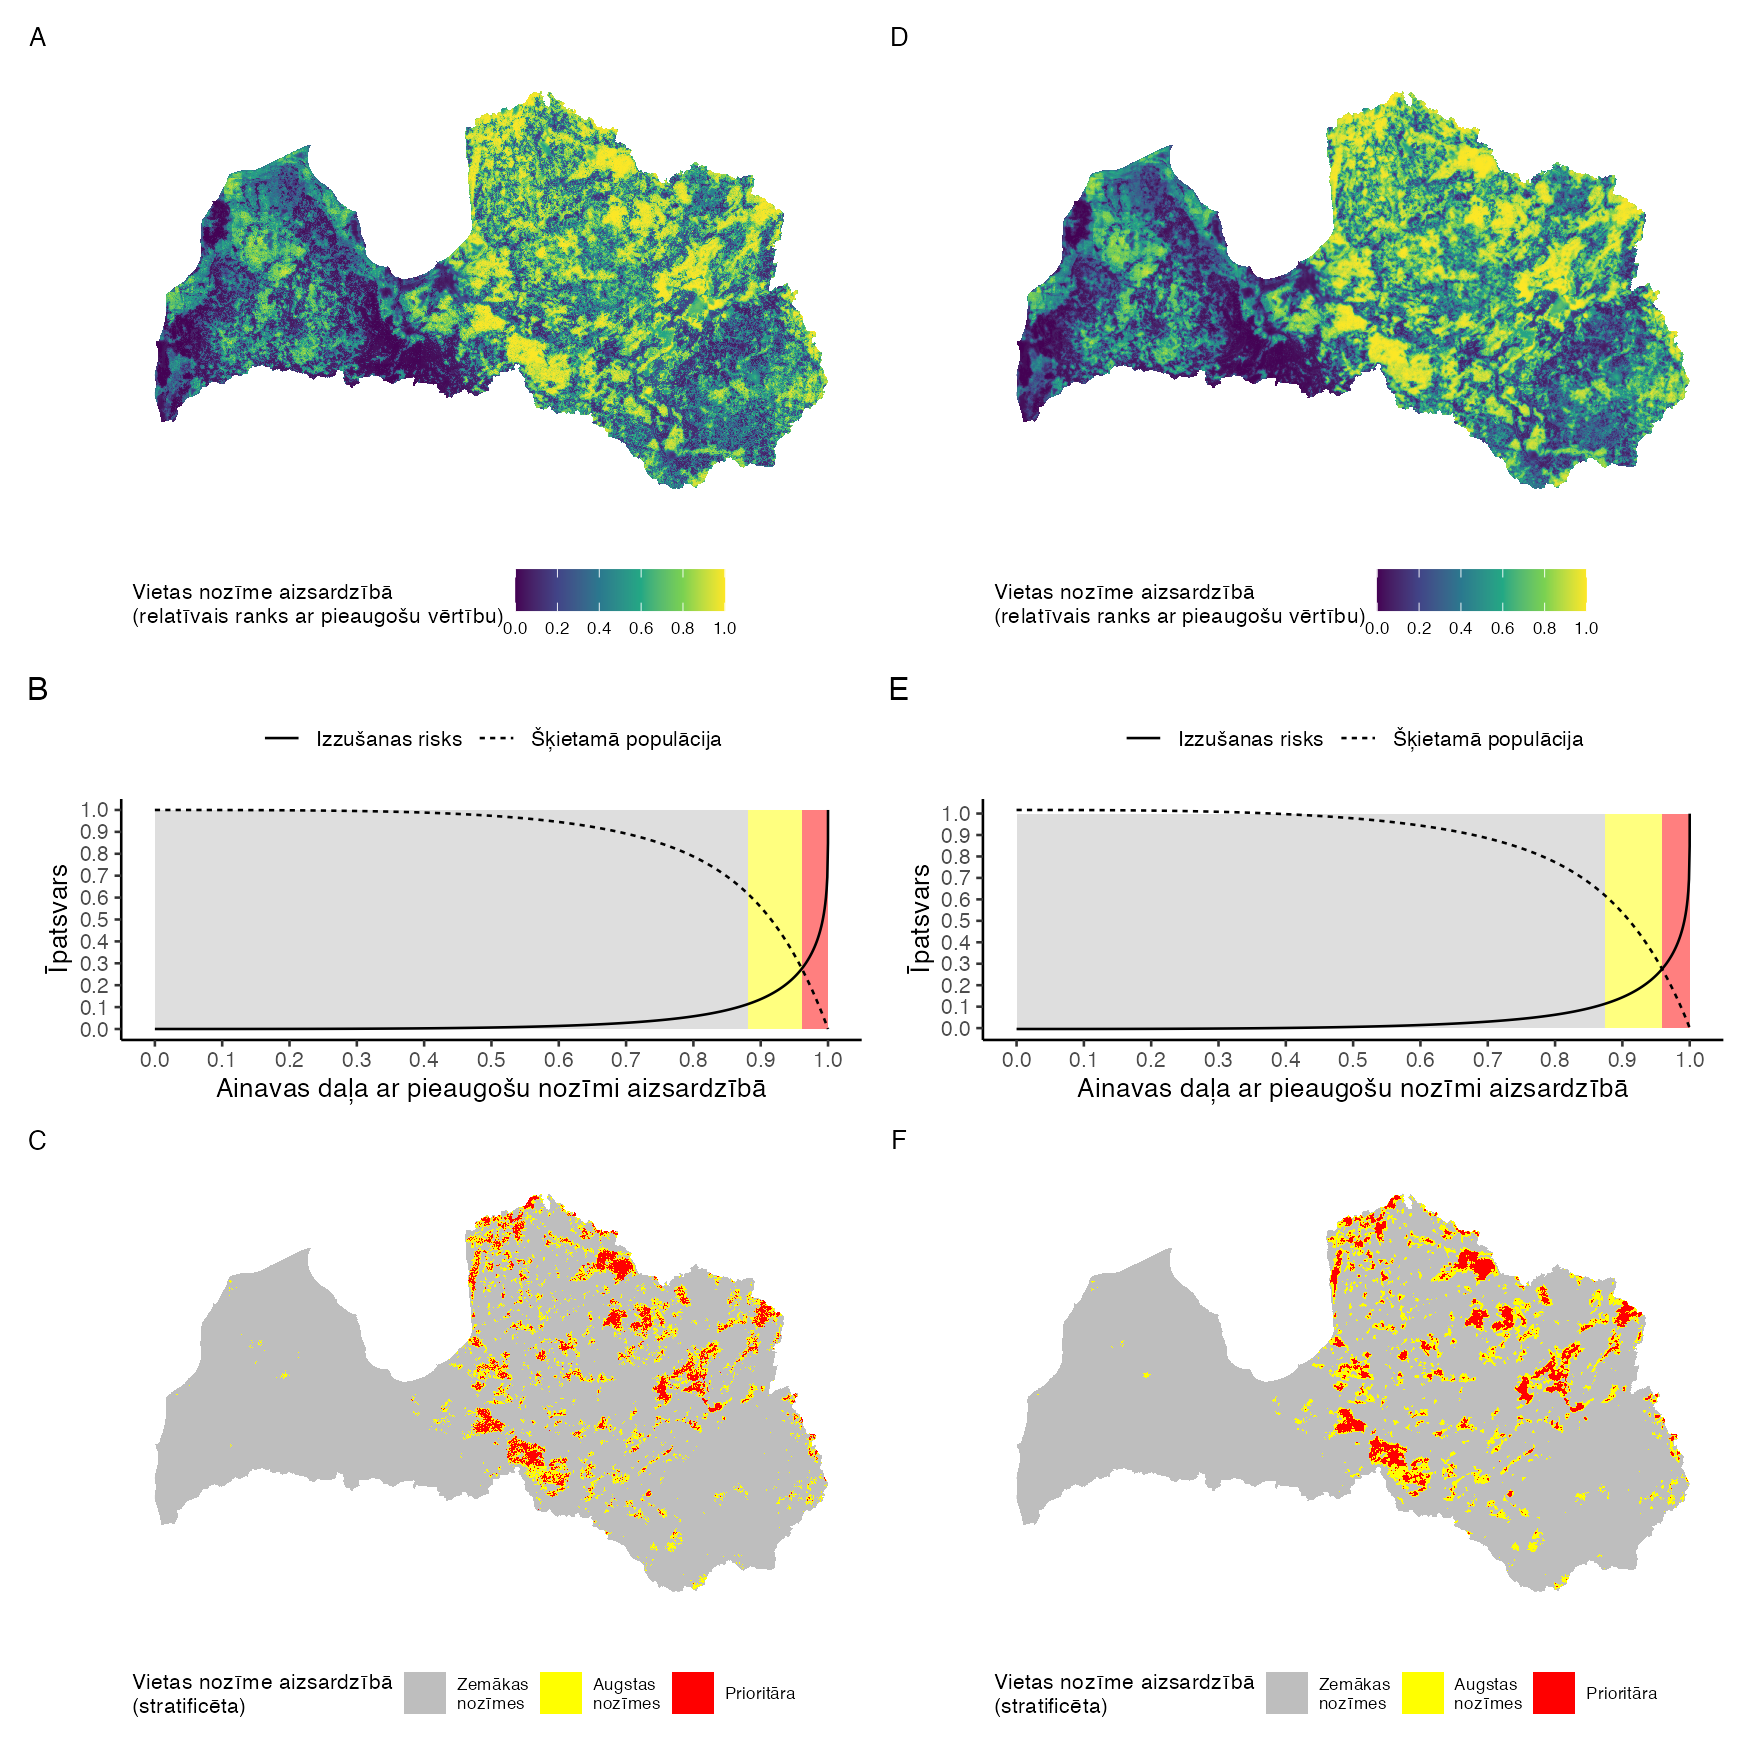 A
Vietas nozīme aizsardzībā
(relatīvais ranks ar pieaugošu vērtību)
0.0 0.2 0.4 0.6 0.8 1.0
B
Izzušanas risks
Šķietamā populācija
Īpatsvars
1.0
0.9
0.8
0.7
0.6
0.5
0.4
0.3
0.2
0.1
0.0
0.0 0.1 0.2 0.3 0.4 0.5 0.6 0.7 0.8 0.9 1.0
Ainavas daļa ar pieaugošu nozīmi aizsardzībā
C
Vietas nozīme aizsardzībā
(stratificēta)
Zemākas
nozīmes
Augstas
nozīmes
Prioritāra
D
Vietas nozīme aizsardzībā
(relatīvais ranks ar pieaugošu vērtību)
0.0 0.2 0.4 0.6 0.8 1.0
E
Izzušanas risks
Šķietamā populācija
Īpatsvars
1.0
0.9
0.8
0.7
0.6
0.5
0.4
0.3
0.2
0.1
0.0
0.0 0.1 0.2 0.3 0.4 0.5 0.6 0.7 0.8 0.9 1.0
Ainavas daļa ar pieaugošu nozīmi aizsardzībā
F
Vietas nozīme aizsardzībā
(stratificēta)
Zemākas
nozīmes
Augstas
nozīmes
Prioritāra